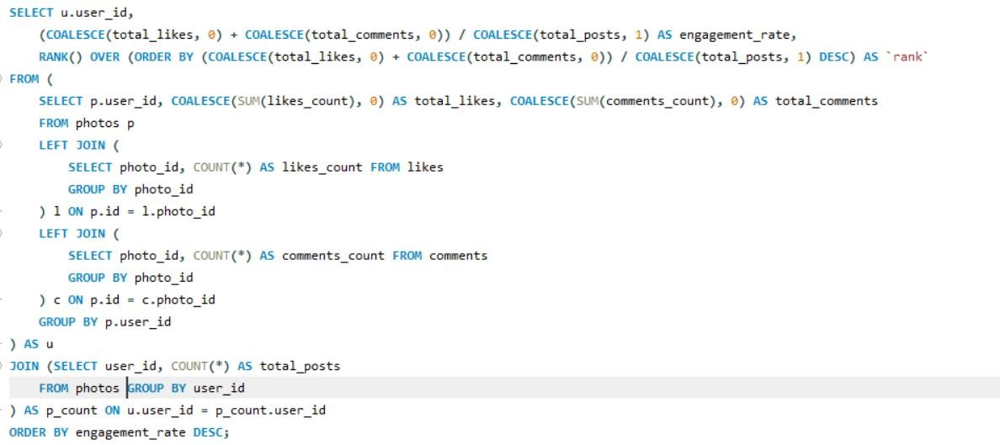 SELECT u.user_id,
(COALESCE(total_likes, 0) + COALESCE(total_comments, 0)) / COALESCE(total_posts, 1) AS engagement_rate,
RANK() OVER (ORDER BY (COALESCE(total_likes, 0) + COALESCE(total_comments, 0)) / COALESCE(total_posts, 1) DESC) AS `rank`
FROM (
SELECT p.user_id, COALESCE(SUM(likes_count), 0) AS total_likes, COALESCE(SUM(comments_count), 0) AS total_comments
FROM photos p
LEFT JOIN (
SELECT photo_id, COUNT(*) AS likes_count FROM likes
GROUP BY photo_id
) l ON p.id = l.photo_id
LEFT JOIN (
SELECT photo_id, COUNT(*) AS comments_count FROM comments
GROUP BY photo_id
) c ON p.id = c.photo_id
GROUP BY p.user_id
) AS u
JOIN (SELECT user_id, COUNT(*) AS total_posts
FROM photos GROUP BY user_id
) AS p_count ON u.user_id = p_count.user_id
ORDER BY engagement_rate DESC;